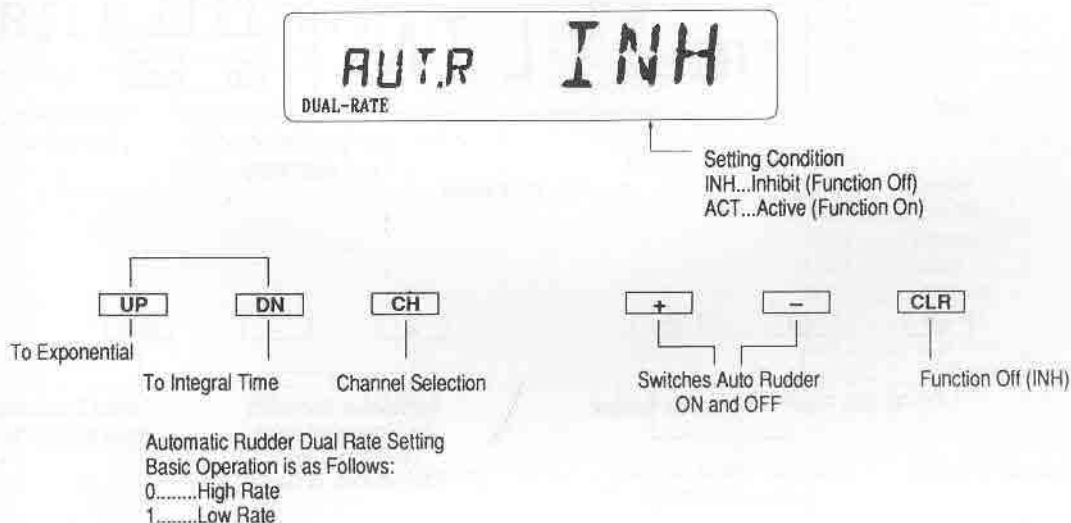 AUT.R INH
DUAL-RATE
Setting Condition
INH...Inhibit (Function Off)
ACT...Active (Function On)
UP DN CH + − CLR
To Exponential
To Integral Time
Channel Selection
Switches Auto Rudder
ON and OFF
Function Off (INH)
Automatic Rudder Dual Rate Setting
Basic Operation is as Follows:
0........High Rate
1........Low Rate